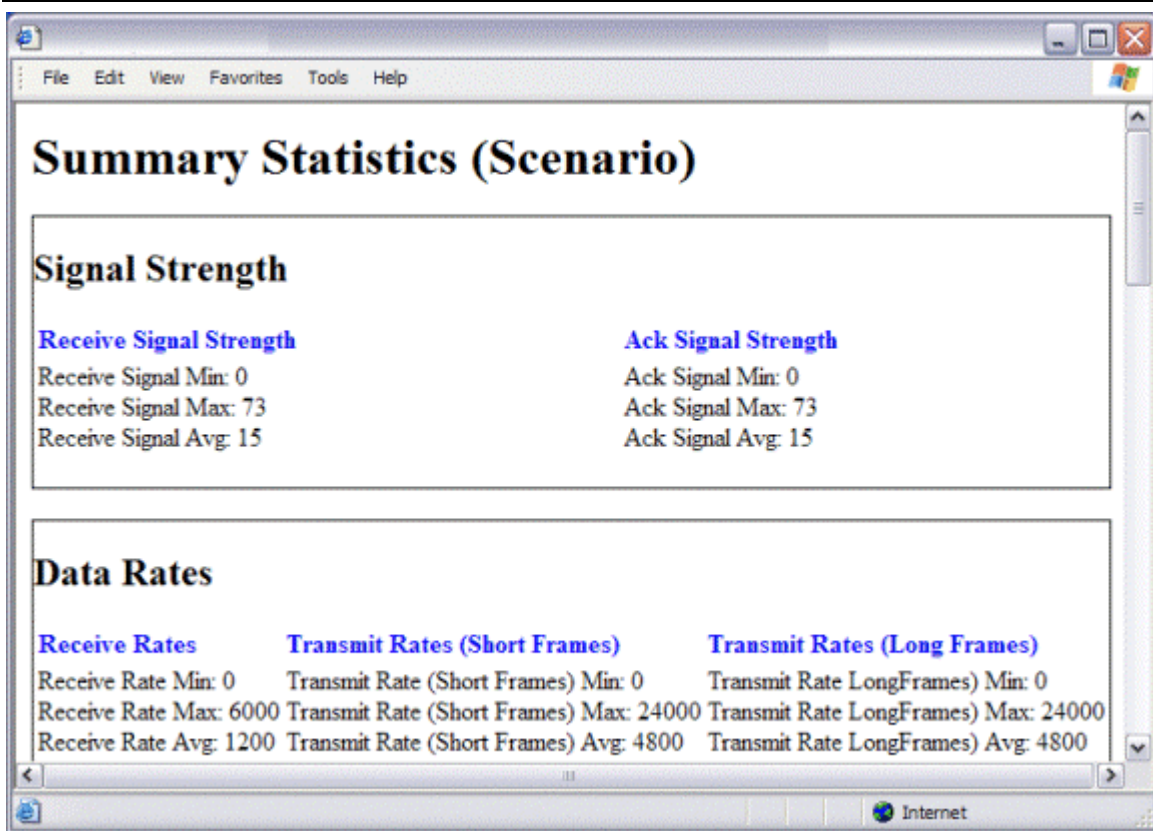 File Edit View Favorites Tools Help
Summary Statistics (Scenario)
Signal Strength
Receive Signal Strength Ack Signal Strength
Receive Signal Min: 0 Ack Signal Min: 0
Receive Signal Max: 73 Ack Signal Max: 73
Receive Signal Avg: 15 Ack Signal Avg: 15
Data Rates
Receive Rates Transmit Rates (Short Frames) Transmit Rates (Long Frames)
Receive Rate Min: 0 Transmit Rate (Short Frames) Min: 0 Transmit Rate LongFrames) Min: 0
Receive Rate Max: 6000 Transmit Rate (Short Frames) Max: 24000 Transmit Rate LongFrames) Max: 24000
Receive Rate Avg: 1200 Transmit Rate (Short Frames) Avg: 4800 Transmit Rate LongFrames) Avg: 4800
Internet